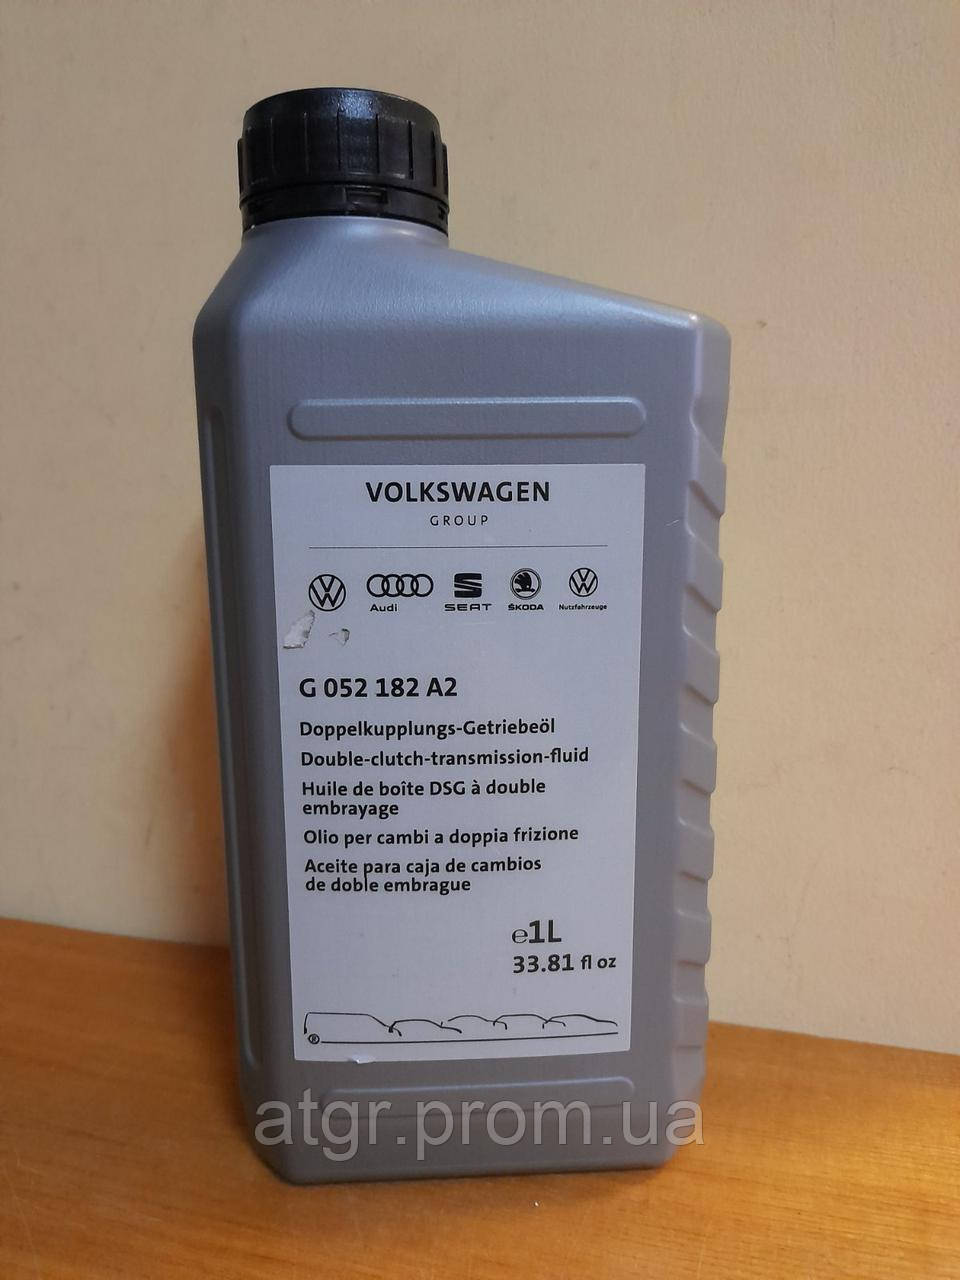 VOLKSWAGEN
GROUP
Audi SEAT ŠKODA Nutzfahrzeuge
G 052 182 A2
Doppelkupplungs-Getriebeöl
Double-clutch-transmission-fluid
Huile de boîte DSG à double
embrayage
Olio per cambi a doppia frizione
Aceite para caja de cambios
de doble embrague
℮1L
33.81 fl oz
®
atgr.prom.ua